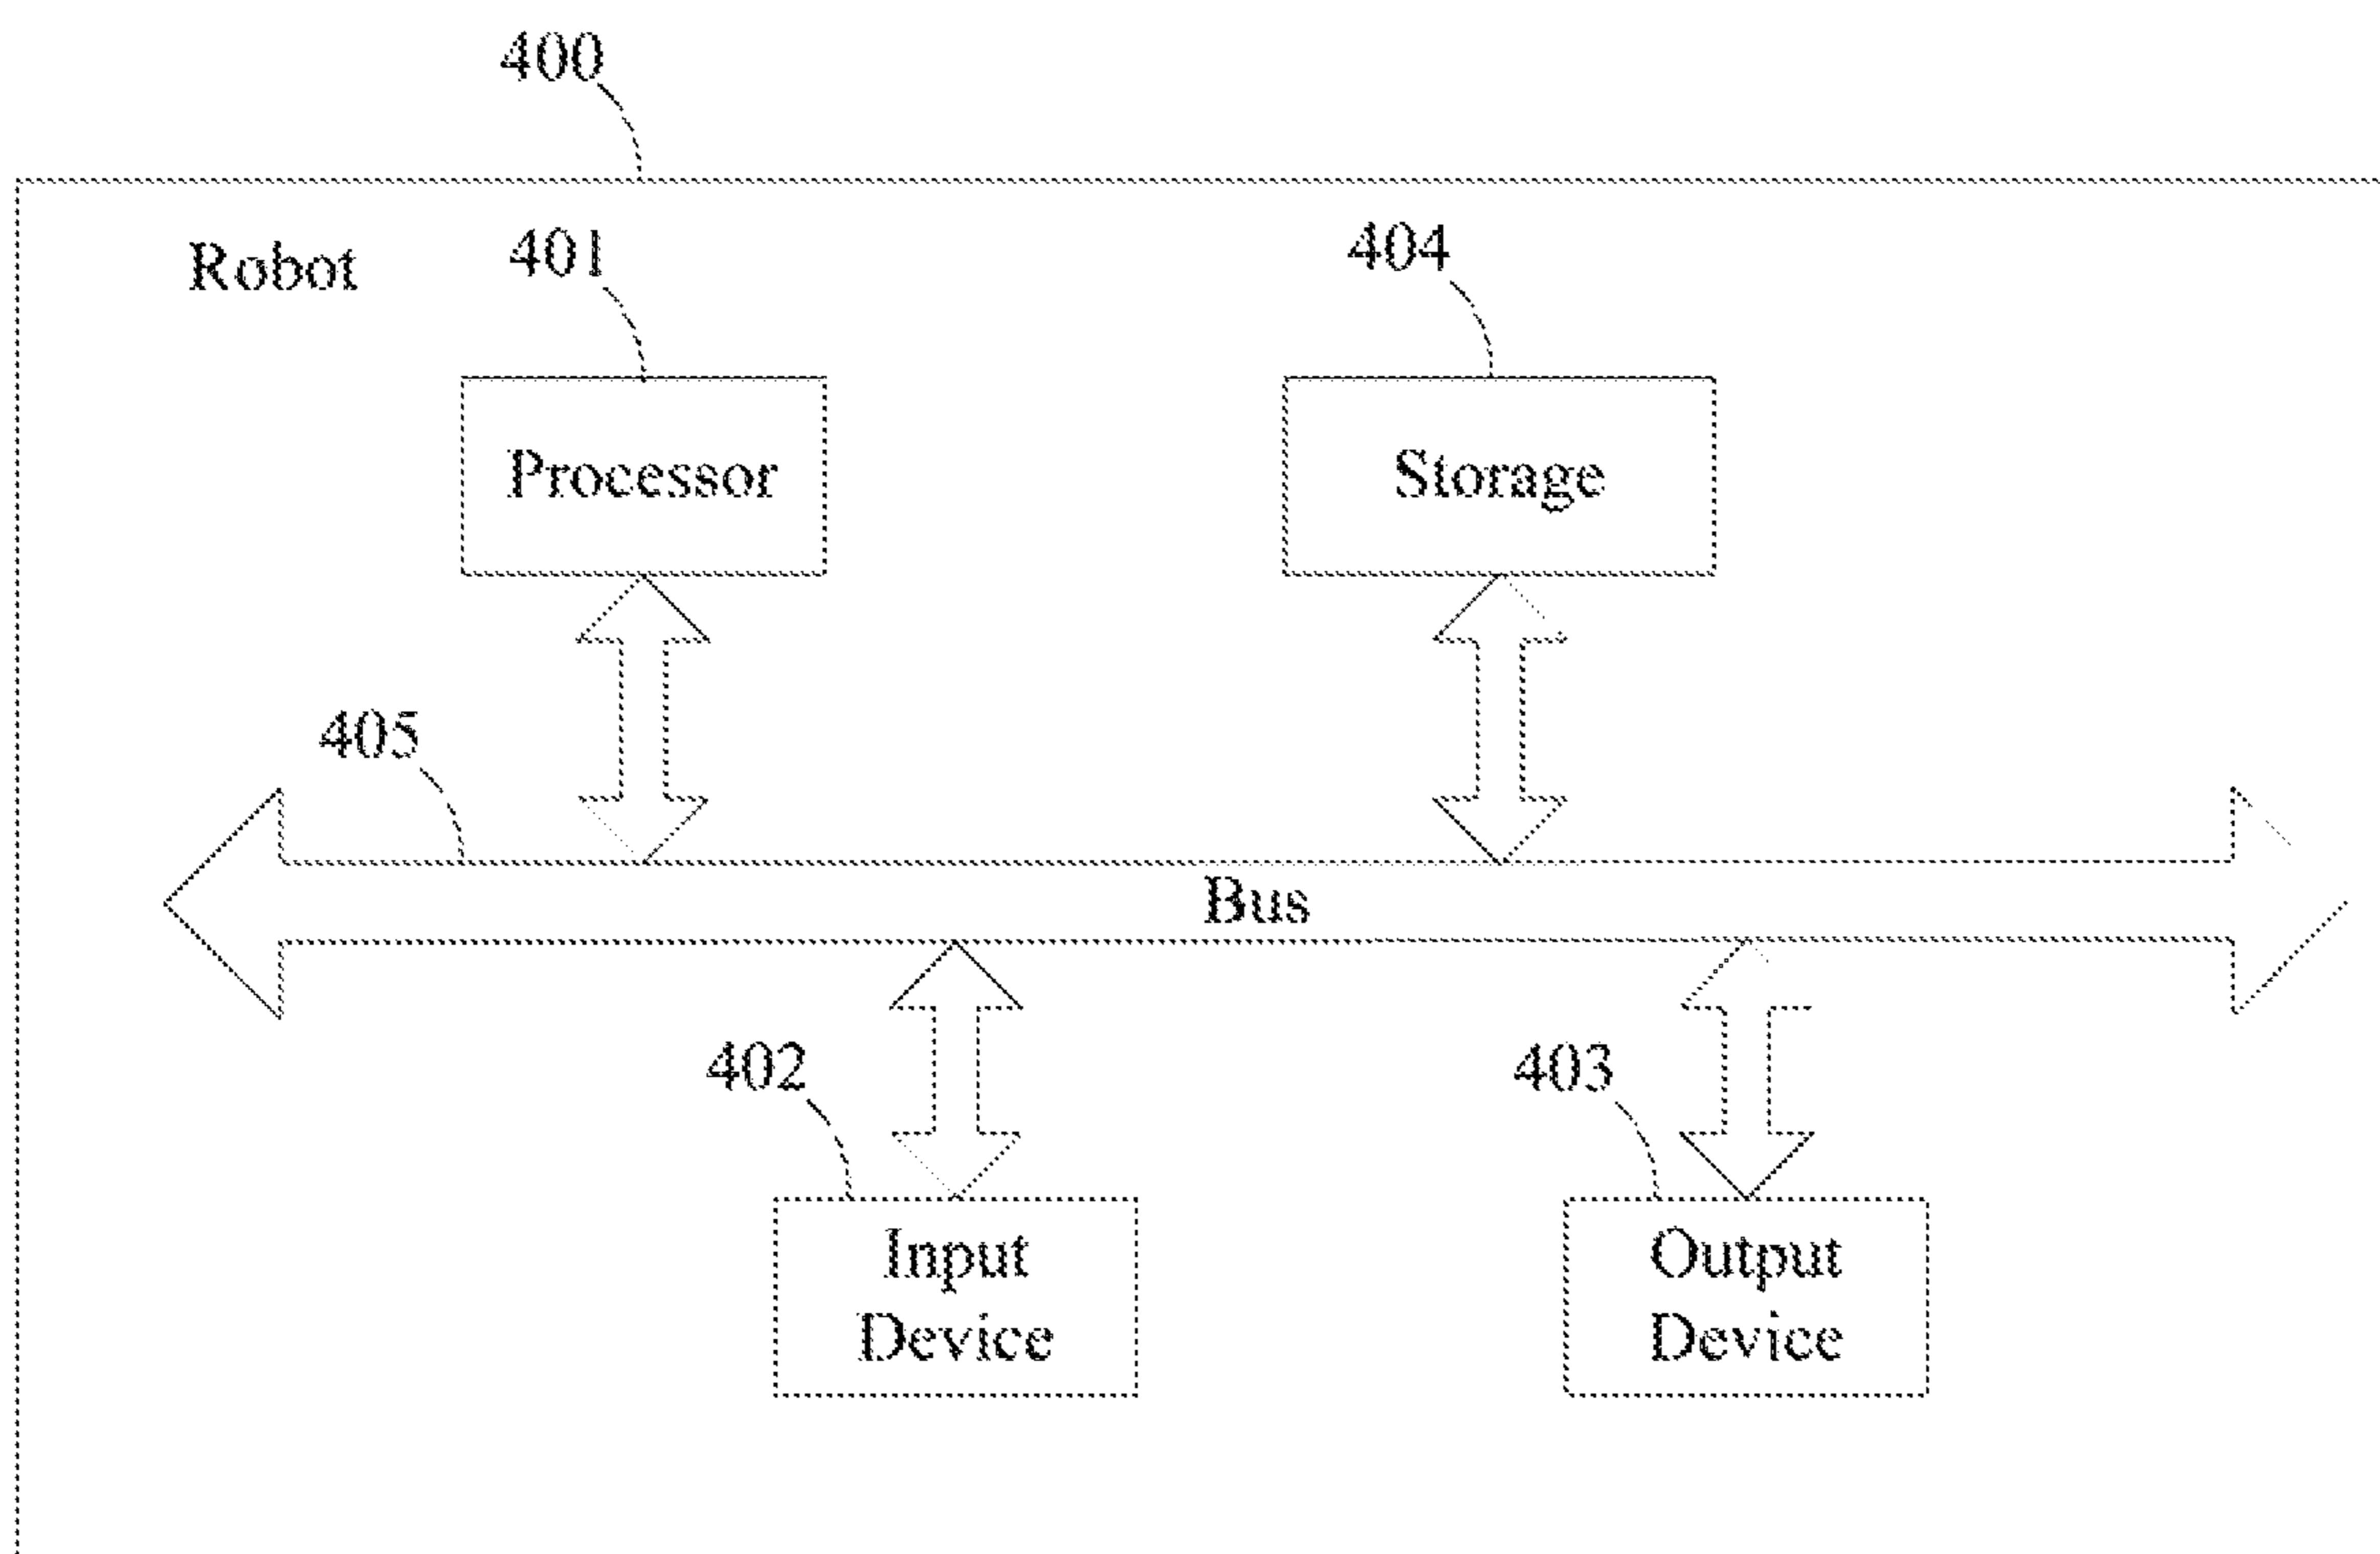 400
Robot
401
404
Processor
Storage
405
Bus
402
403
Input
Device
Output
Device